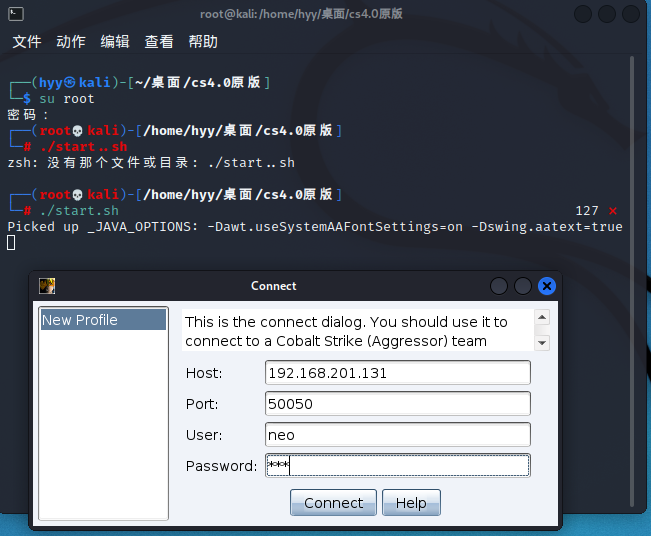 root@kali:/home/hyy/桌面/cs4.0原版
文件 动作 编辑 查看 帮助
┌──(hyy㉿kali)-[~/桌面/cs4.0原版]
└─$ su root
密码：
┌──(root💀kali)-[/home/hyy/桌面/cs4.0原版]
└─# ./start..sh
zsh: 没有那个文件或目录: ./start..sh
┌──(root💀kali)-[/home/hyy/桌面/cs4.0原版]
└─# ./start.sh 127 ⨯
Picked up _JAVA_OPTIONS: -Dawt.useSystemAAFontSettings=on -Dswing.aatext=true
Connect
New Profile
This is the connect dialog. You should use it to
connect to a Cobalt Strike (Aggressor) team
Host: 192.168.201.131
Port: 50050
User: neo
Password: ***
Connect Help